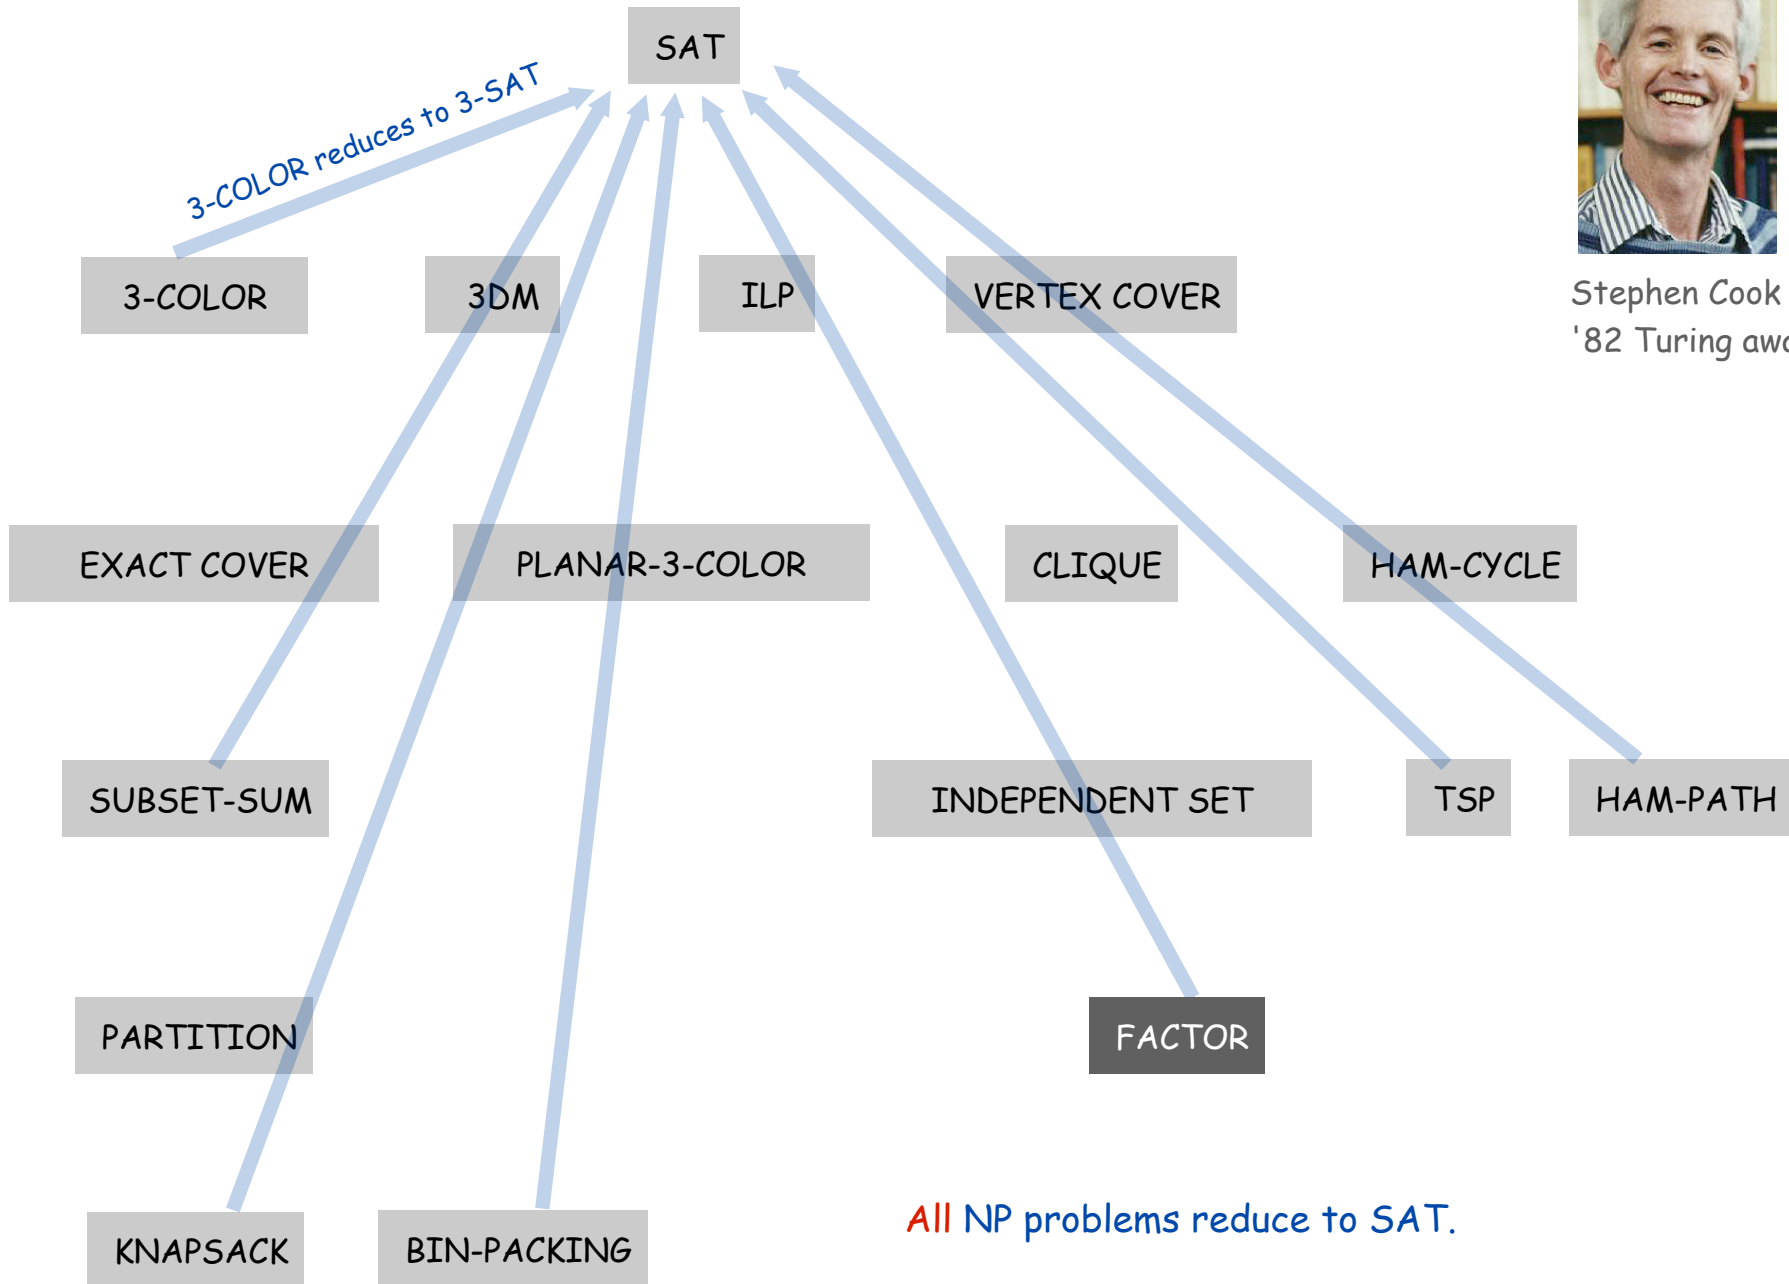 SAT
3-COLOR reduces to 3-SAT
3-COLOR
3DM
ILP
VERTEX COVER
Stephen Cook
'82 Turing
EXACT COVER
PLANAR-3-COLOR
CLIQUE
HAM-CYCLE
SUBSET-SUM
INDEPENDENT SET
TSP
HAM-PATH
PARTITION
FACTOR
All NP problems reduce to SAT.
KNAPSACK
BIN-PACKING